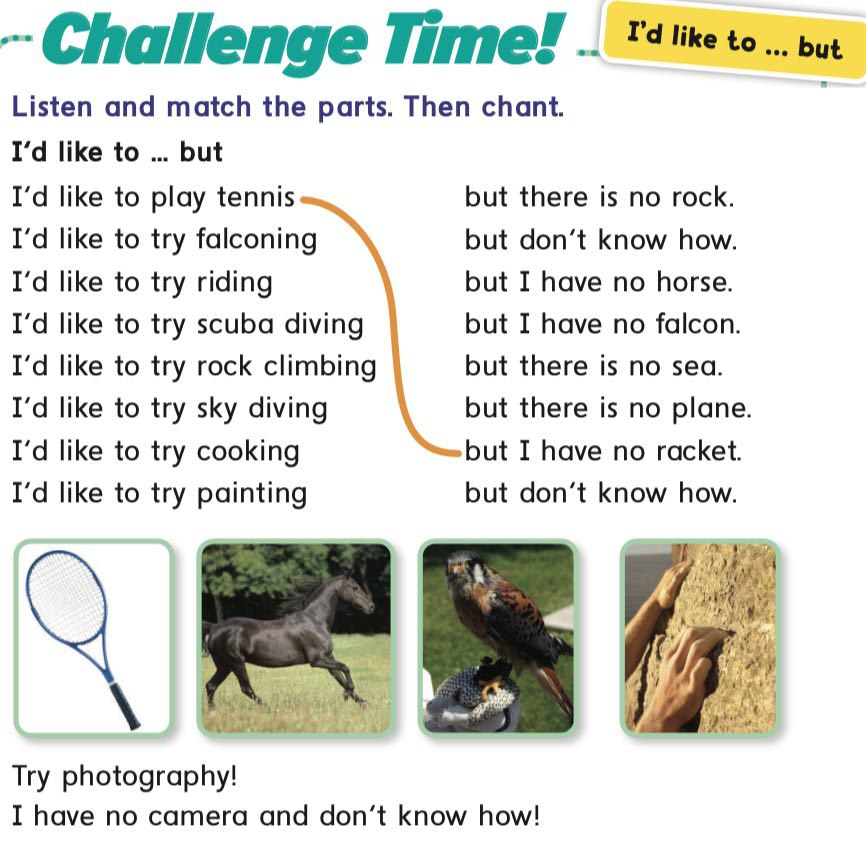 Challenge Time!
I'd like to ... but
Listen and match the parts. Then chant.
I'd like to ... but
I'd like to play tennis but there is no rock.
I'd like to try falconing but don't know how.
I'd like to try riding but I have no horse.
I'd like to try scuba diving but I have no falcon.
I'd like to try rock climbing but there is no sea.
I'd like to try sky diving but there is no plane.
I'd like to try cooking but I have no racket.
I'd like to try painting but don't know how.
Try photography!
I have no camera and don't know how!